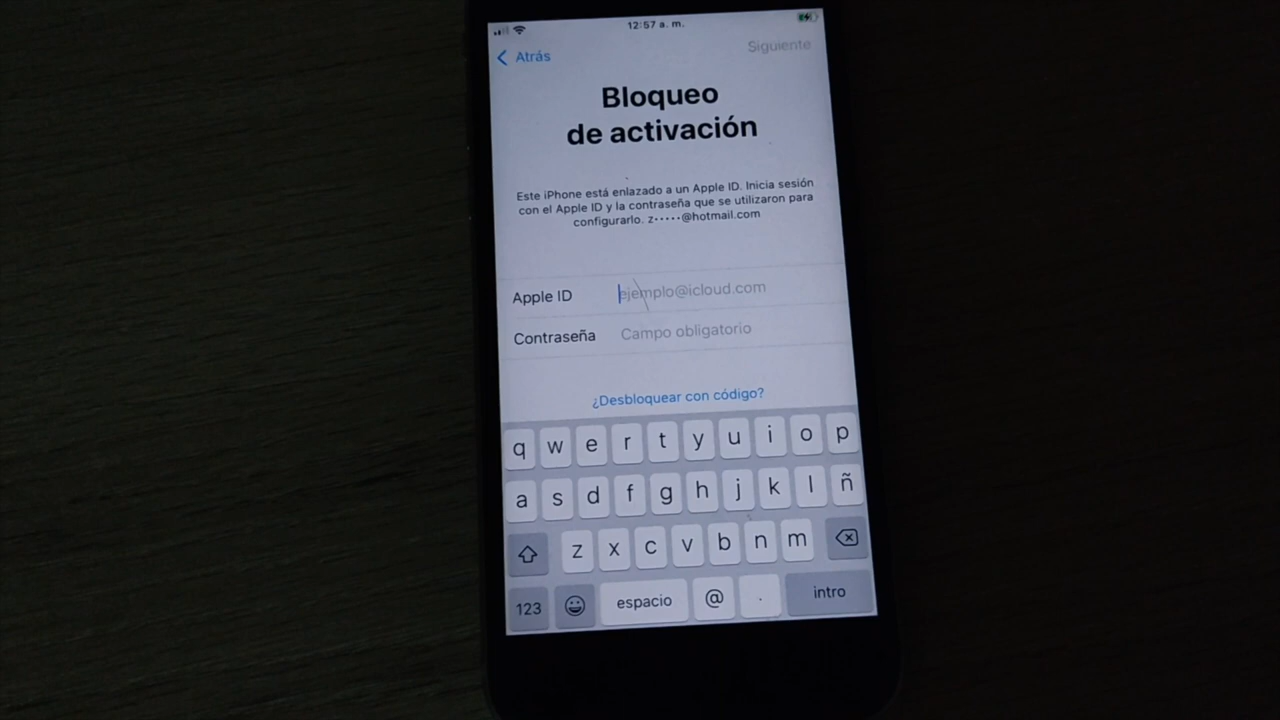 12:57 a. m.
Atrás
Siguiente
Bloqueo
de activación
Este iPhone está enlazado a un Apple ID. Inicia sesión
con el Apple ID y la contraseña que se utilizaron para
configurarlo. z•••••@hotmail.com
Apple ID ejemplo@icloud.com
Contraseña Campo obligatorio
¿Desbloquear con código?
q w e r t y u i o p
a s d f g h j k l ñ
z x c v b n m
123 espacio @ . intro